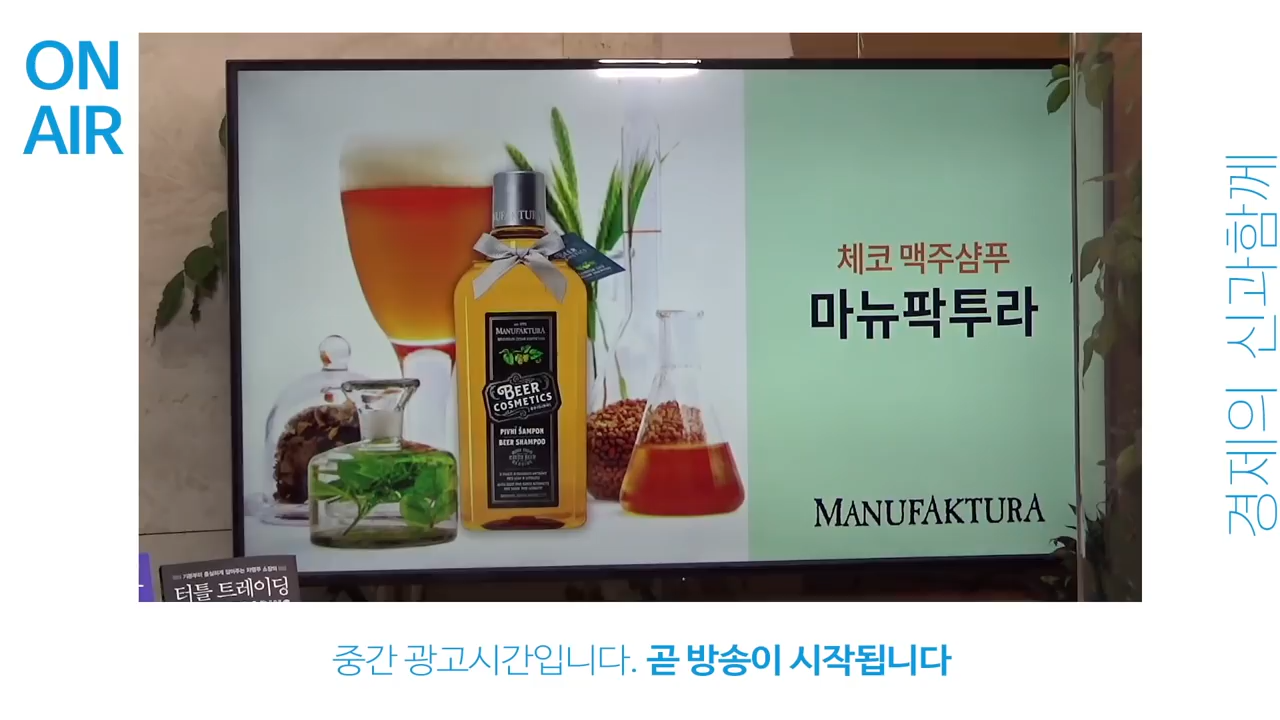 ON
AIR
체코 맥주샴푸
마뉴팍투라
MANUFAKTURA
MANUFAKTURA
BEER
COSMETICS
ORIGINAL
PIVNÍ ŠAMPON
BEER SHAMPOO
터틀 트레이딩
경제의 신과함께
중간 광고시간입니다. 곧 방송이 시작됩니다